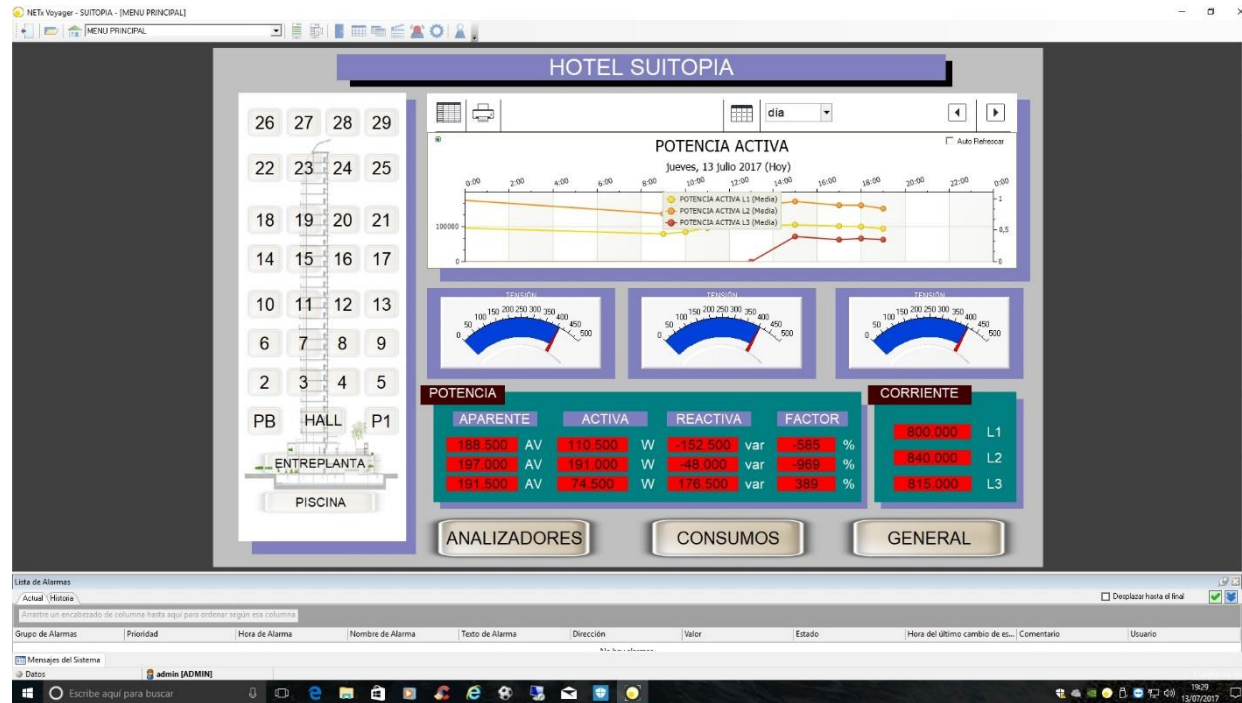 NETx Voyager - SUITOPIA - [MENU PRINCIPAL]
MENU PRINCIPAL
HOTEL SUITOPIA
26 27 28 29
22 23 24 25
18 19 20 21
14 15 16 17
10 11 12 13
6 7 8 9
2 3 4 5
PB HALL P1
ENTREPLANTA
PISCINA
día
POTENCIA ACTIVA
Auto Refrescar
jueves, 13 julio 2017 (Hoy)
0:00 2:00 4:00 6:00 8:00 10:00 12:00 14:00 16:00 18:00 20:00 22:00 0:00
POTENCIA ACTIVA L1 (Media)
POTENCIA ACTIVA L2 (Media)
POTENCIA ACTIVA L3 (Media)
100000
0
1
0,5
0
TENSIÓN TENSIÓN TENSIÓN
0 50 100 150 200 250 300 350 400 450 500
0 50 100 150 200 250 300 350 400 450 500
0 50 100 150 200 250 300 350 400 450 500
POTENCIA
APARENTE ACTIVA REACTIVA FACTOR
188.500 AV 110.500 W -152.500 var -585 %
197.000 AV 191.000 W -48.000 var -969 %
191.500 AV 74.500 W 176.500 var 389 %
CORRIENTE
800.000 L1
840.000 L2
815.000 L3
ANALIZADORES CONSUMOS GENERAL
Lista de Alarmas
Actual Historia
Desplazar hasta el final
Arrastre un encabezado de columna hasta aquí para ordenar según esa columna
Grupo de Alarmas Prioridad Hora de Alarma Nombre de Alarma Texto de Alarma Dirección Valor Estado Hora del último cambio de es... Comentario Usuario
No hay alarmas
Mensajes del Sistema
Datos admin [ADMIN]
Escribe aquí para buscar
19:29
13/07/2017